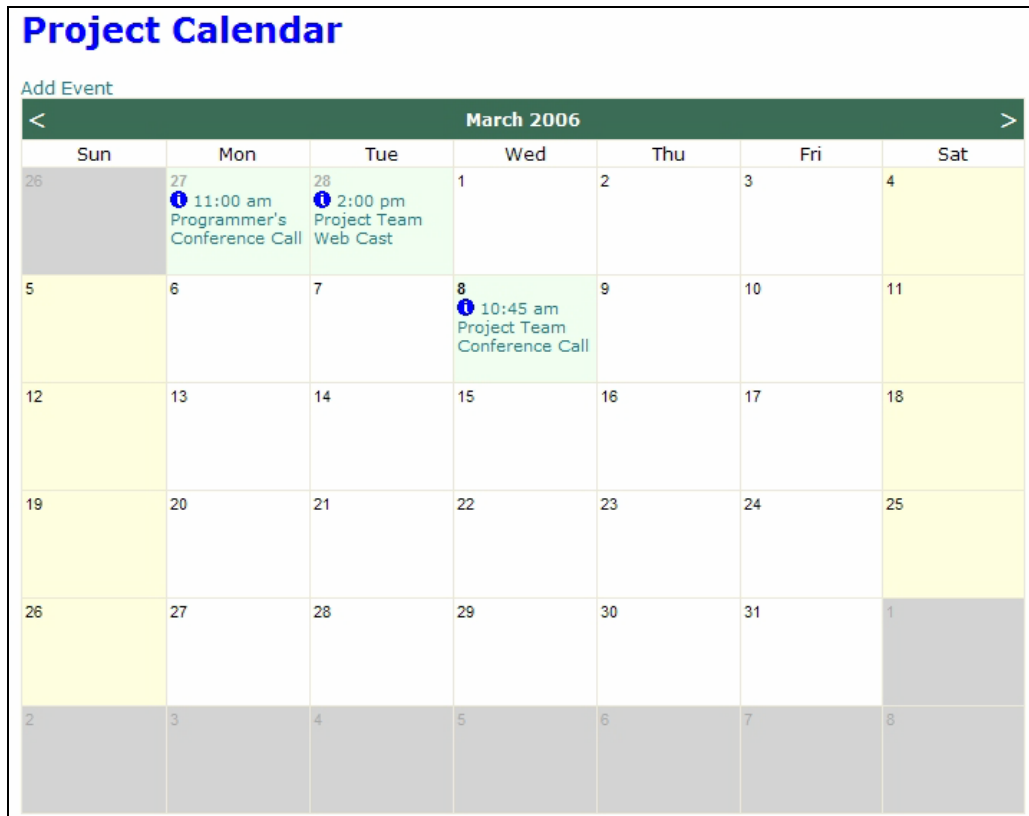 Project Calendar
Add Event
< March 2006 >
Sun Mon Tue Wed Thu Fri Sat
26 27 28 1 2 3 4
i 11:00 am i 2:00 pm
Programmer's Project Team
Conference Call Web Cast
5 6 7 8 9 10 11
i 10:45 am
Project Team
Conference Call
12 13 14 15 16 17 18
19 20 21 22 23 24 25
26 27 28 29 30 31 1
2 3 4 5 6 7 8